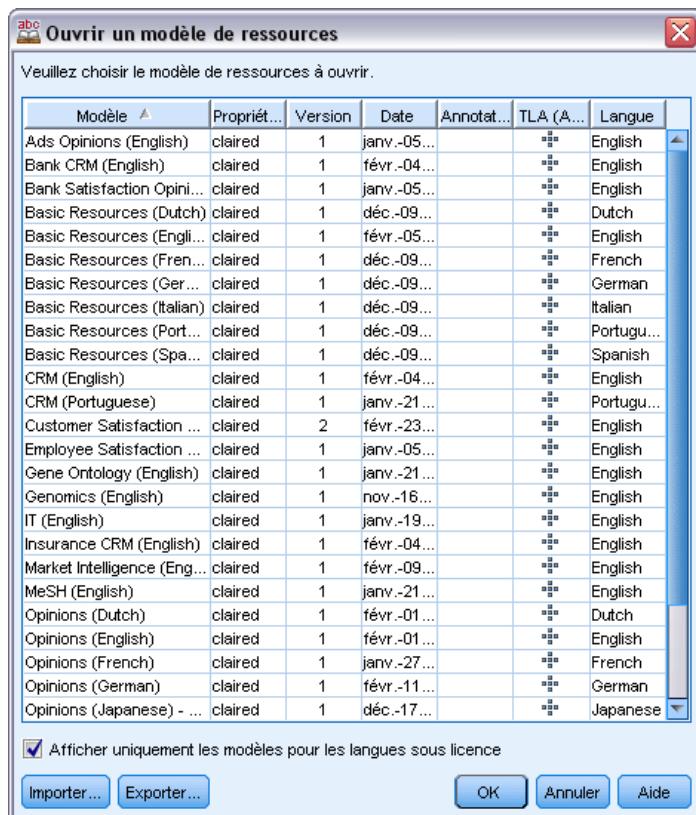 abc Ouvrir un modèle de ressources
Veuillez choisir le modèle de ressources à ouvrir.
Modèle Propriét... Version Date Annotat... TLA (A... Langue
Ads Opinions (English) claired 1 janv.-05... English
Bank CRM (English) claired 1 févr.-04... English
Bank Satisfaction Opini... claired 1 janv.-05... English
Basic Resources (Dutch) claired 1 déc.-09... Dutch
Basic Resources (Engli... claired 1 févr.-05... English
Basic Resources (Fren... claired 1 déc.-09... French
Basic Resources (Ger... claired 1 déc.-09... German
Basic Resources (Italian) claired 1 déc.-09... Italian
Basic Resources (Port... claired 1 déc.-09... Portugu...
Basic Resources (Spa... claired 1 déc.-09... Spanish
CRM (English) claired 1 févr.-04... English
CRM (Portuguese) claired 1 janv.-21... Portugu...
Customer Satisfaction ... claired 2 févr.-23... English
Employee Satisfaction ... claired 1 janv.-05... English
Gene Ontology (English) claired 1 janv.-21... English
Genomics (English) claired 1 nov.-16... English
IT (English) claired 1 janv.-19... English
Insurance CRM (English) claired 1 févr.-04... English
Market Intelligence (Eng... claired 1 févr.-09... English
MeSH (English) claired 1 janv.-21... English
Opinions (Dutch) claired 1 févr.-01... Dutch
Opinions (English) claired 1 févr.-01... English
Opinions (French) claired 1 janv.-27... French
Opinions (German) claired 1 févr.-11... German
Opinions (Japanese) - ... claired 1 déc.-17... Japanese
Afficher uniquement les modèles pour les langues sous licence
Importer... Exporter... OK Annuler Aide